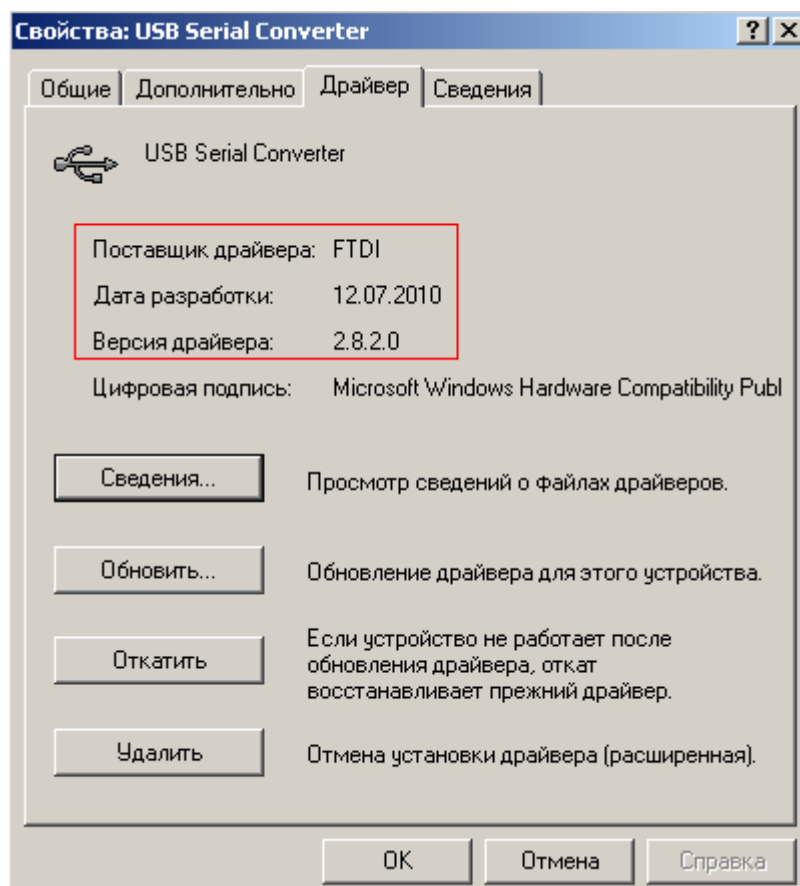 Свойства: USB Serial Converter
Общие Дополнительно Драйвер Сведения
USB Serial Converter
Поставщик драйвера: FTDI
Дата разработки: 12.07.2010
Версия драйвера: 2.8.2.0
Цифровая подпись: Microsoft Windows Hardware Compatibility Publ
Сведения... Просмотр сведений о файлах драйверов.
Обновить... Обновление драйвера для этого устройства.
Откатить Если устройство не работает после
обновления драйвера, откат
восстанавливает прежний драйвер.
Удалить Отмена установки драйвера (расширенная).
OK Отмена Справка